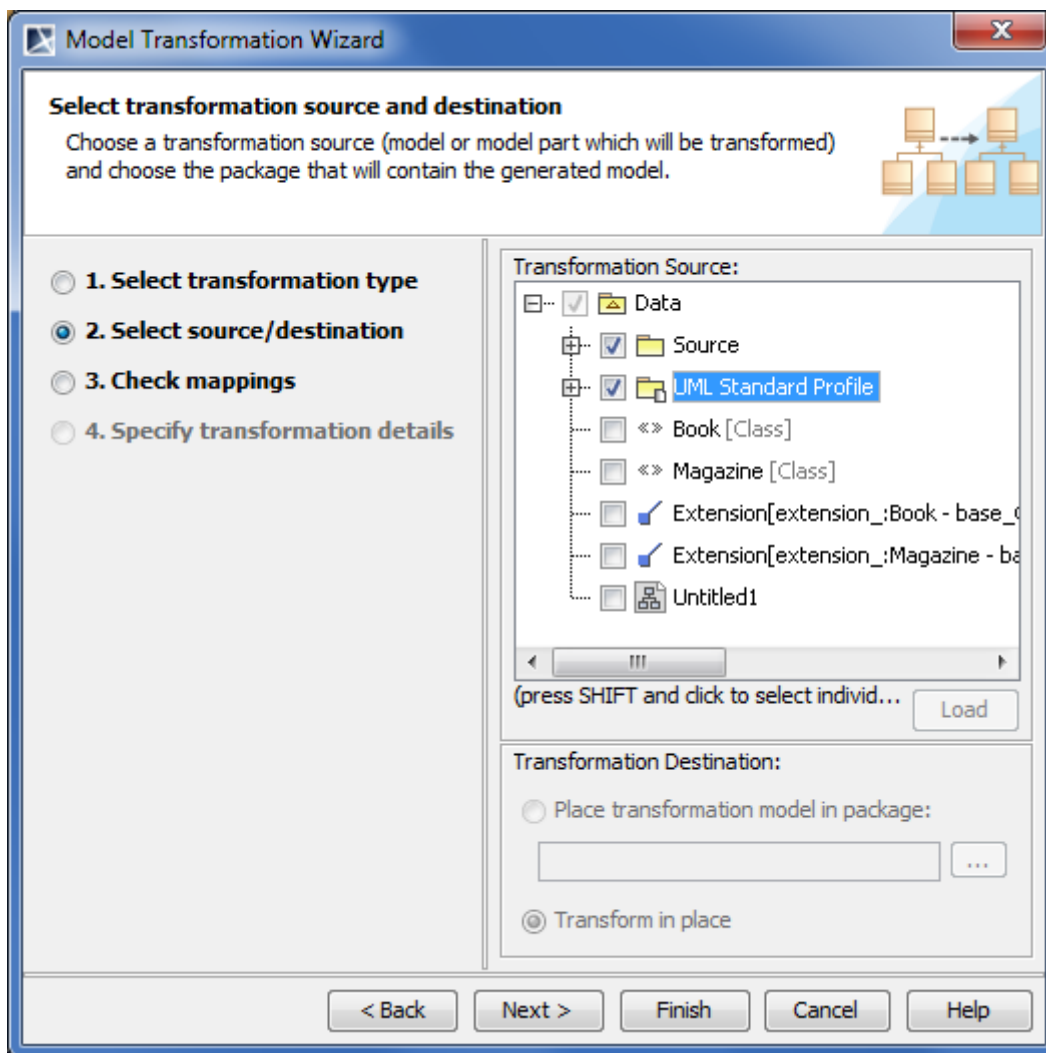 Model Transformation Wizard
Select transformation source and destination
Choose a transformation source (model or model part which will be transformed)
and choose the package that will contain the generated model.
1. Select transformation type
2. Select source/destination
3. Check mappings
4. Specify transformation details
Transformation Source:
Data
Source
UML Standard Profile
«» Book [Class]
«» Magazine [Class]
Extension[extension_:Book - base_
Extension[extension_:Magazine - ba
Untitled1
(press SHIFT and click to select individ...
Load
Transformation Destination:
Place transformation model in package:
...
Transform in place
< Back
Next >
Finish
Cancel
Help